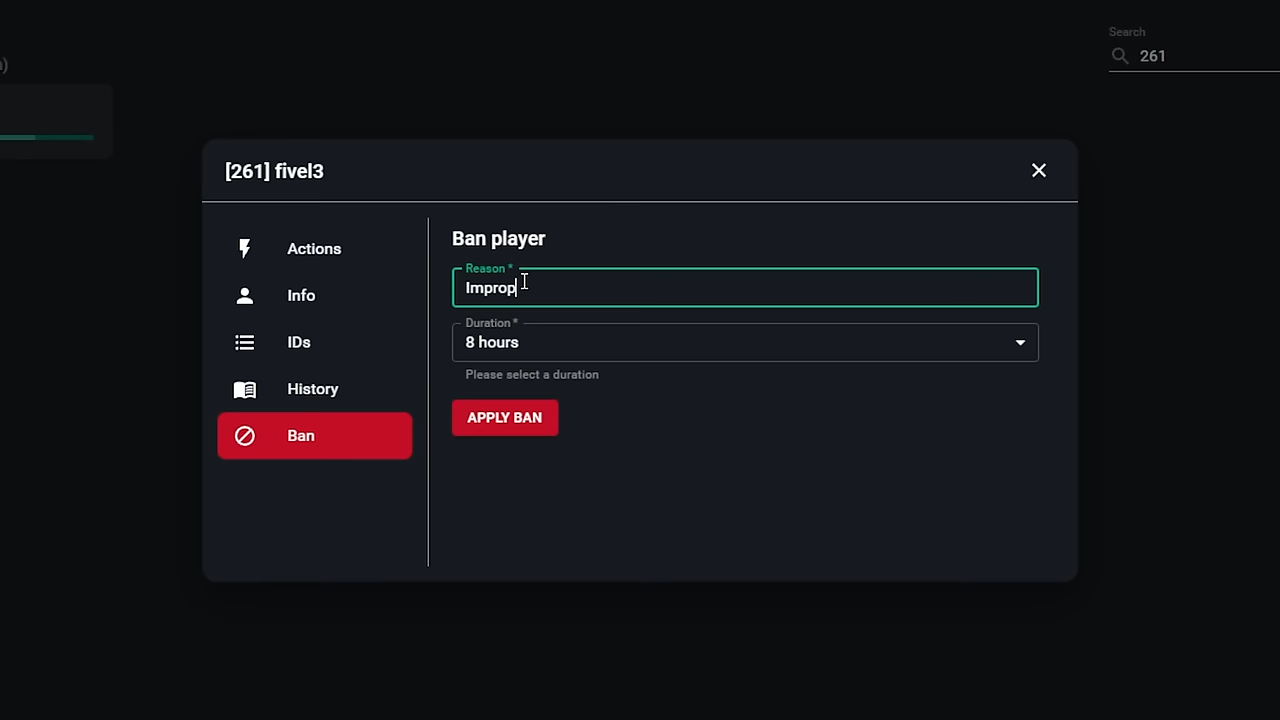 Search
261
)
[261] fivel3
Actions
Info
IDs
History
Ban
Ban player
Reason *
Improp
Duration *
8 hours
Please select a duration
APPLY BAN